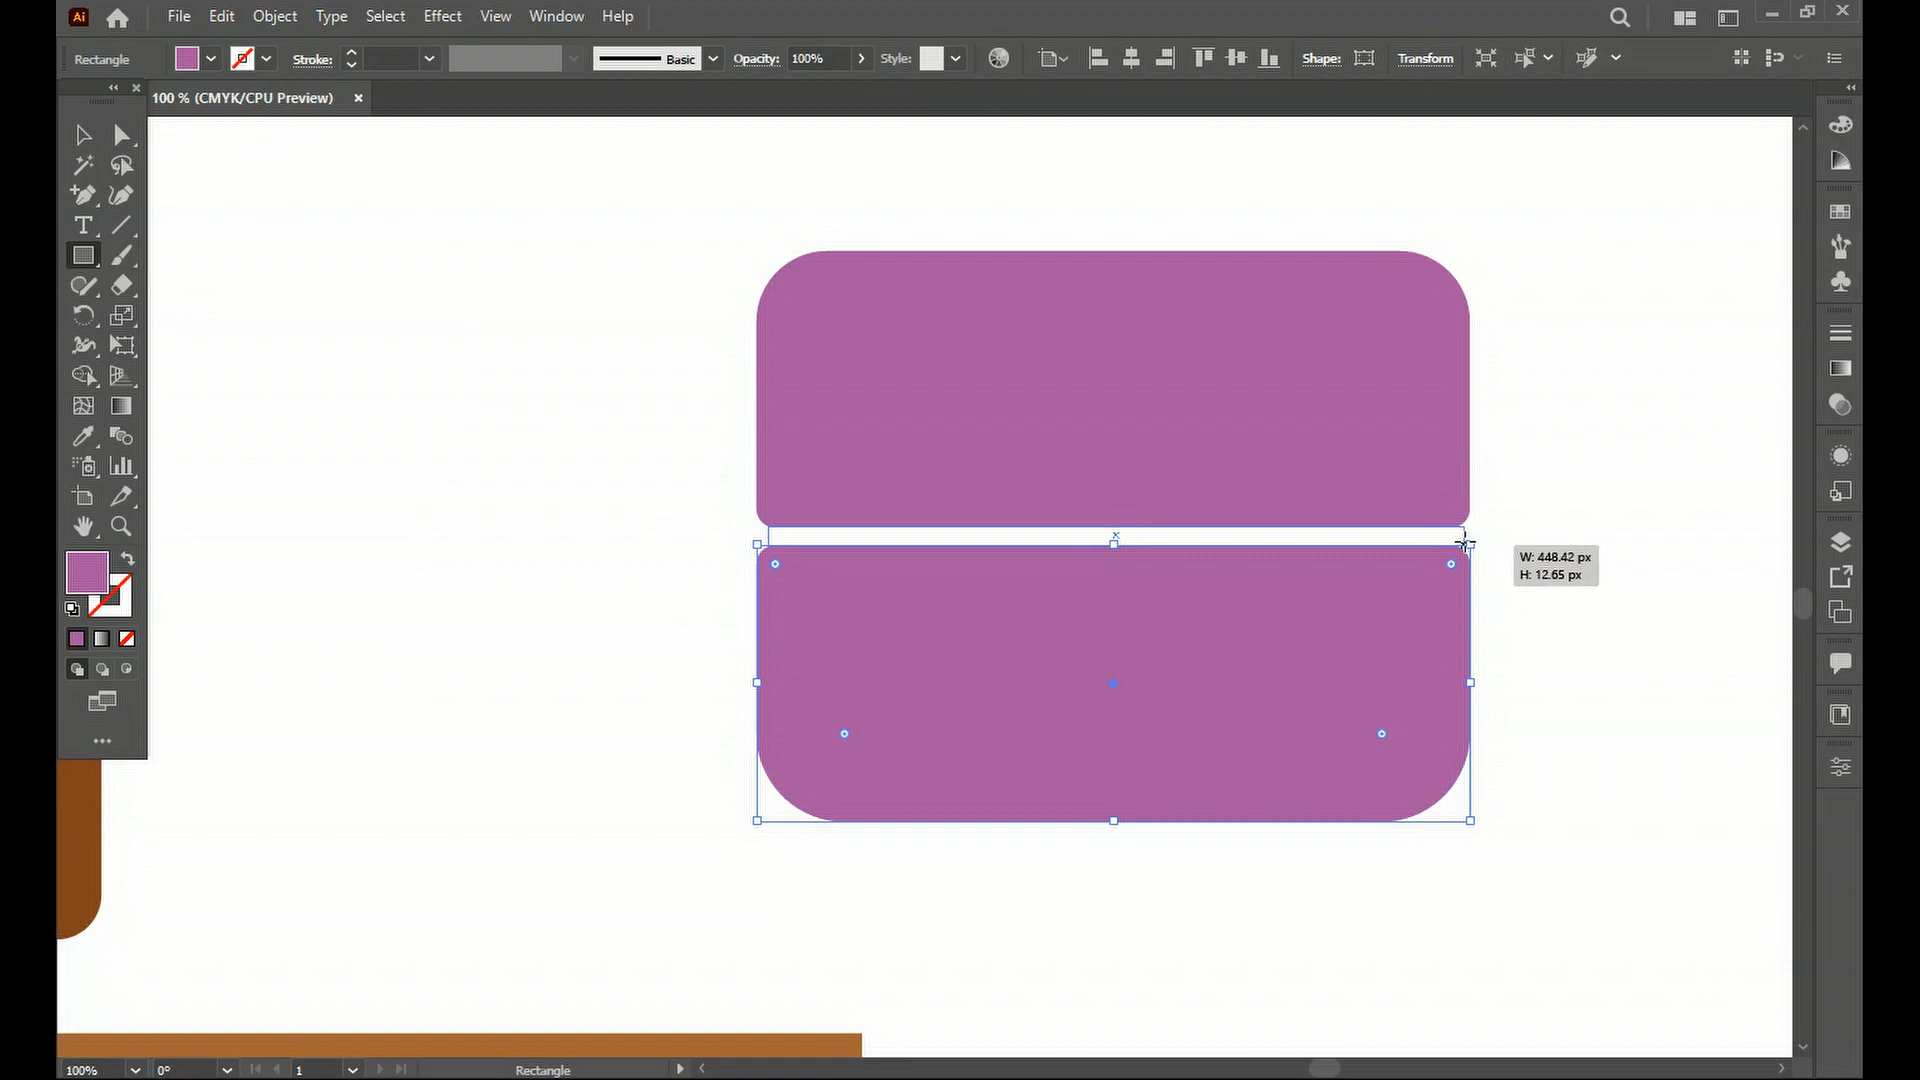 Ai File Edit Object Type Select Effect View Window Help
Rectangle Stroke: Basic Opacity: 100% Style: Shape: Transform
100 % (CMYK/CPU Preview)
W: 448.42 px
H: 12.65 px
100% 0° 1 Rectangle